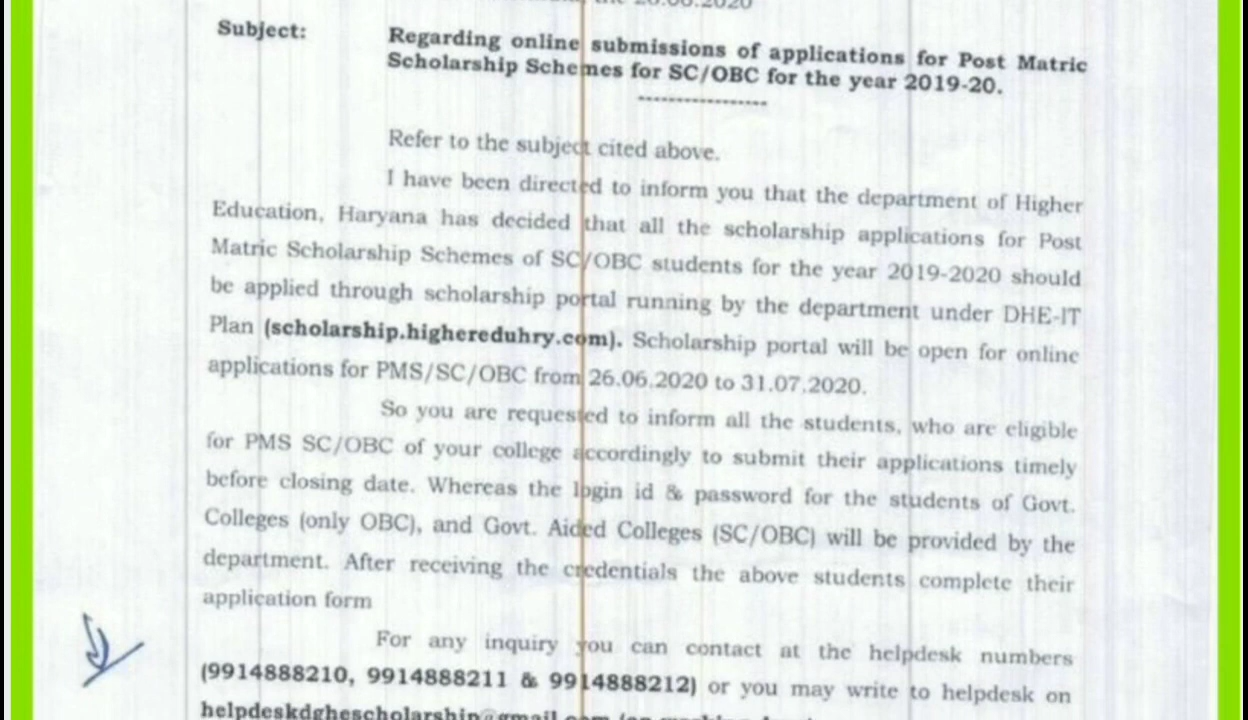 the 26.06.2020
Subject: Regarding online submissions of applications for Post Matric
Scholarship Schemes for SC/OBC for the year 2019-20.
-----------------
Refer to the subject cited above.
I have been directed to inform you that the department of Higher
Education, Haryana has decided that all the scholarship applications for Post
Matric Scholarship Schemes of SC/OBC students for the year 2019-2020 should
be applied through scholarship portal running by the department under DHE-IT
Plan (scholarship.highereduhry.com). Scholarship portal will be open for online
applications for PMS/SC/OBC from 26.06.2020 to 31.07.2020.
So you are requested to inform all the students, who are eligible
for PMS SC/OBC of your college accordingly to submit their applications timely
before closing date. Whereas the login id & password for the students of Govt.
Colleges (only OBC), and Govt. Aided Colleges (SC/OBC) will be provided by the
department. After receiving the credentials the above students complete their
application form
For any inquiry you can contact at the helpdesk numbers
(9914888210, 9914888211 & 9914888212) or you may write to helpdesk on
helpdeskdghescholarship@gmail.com